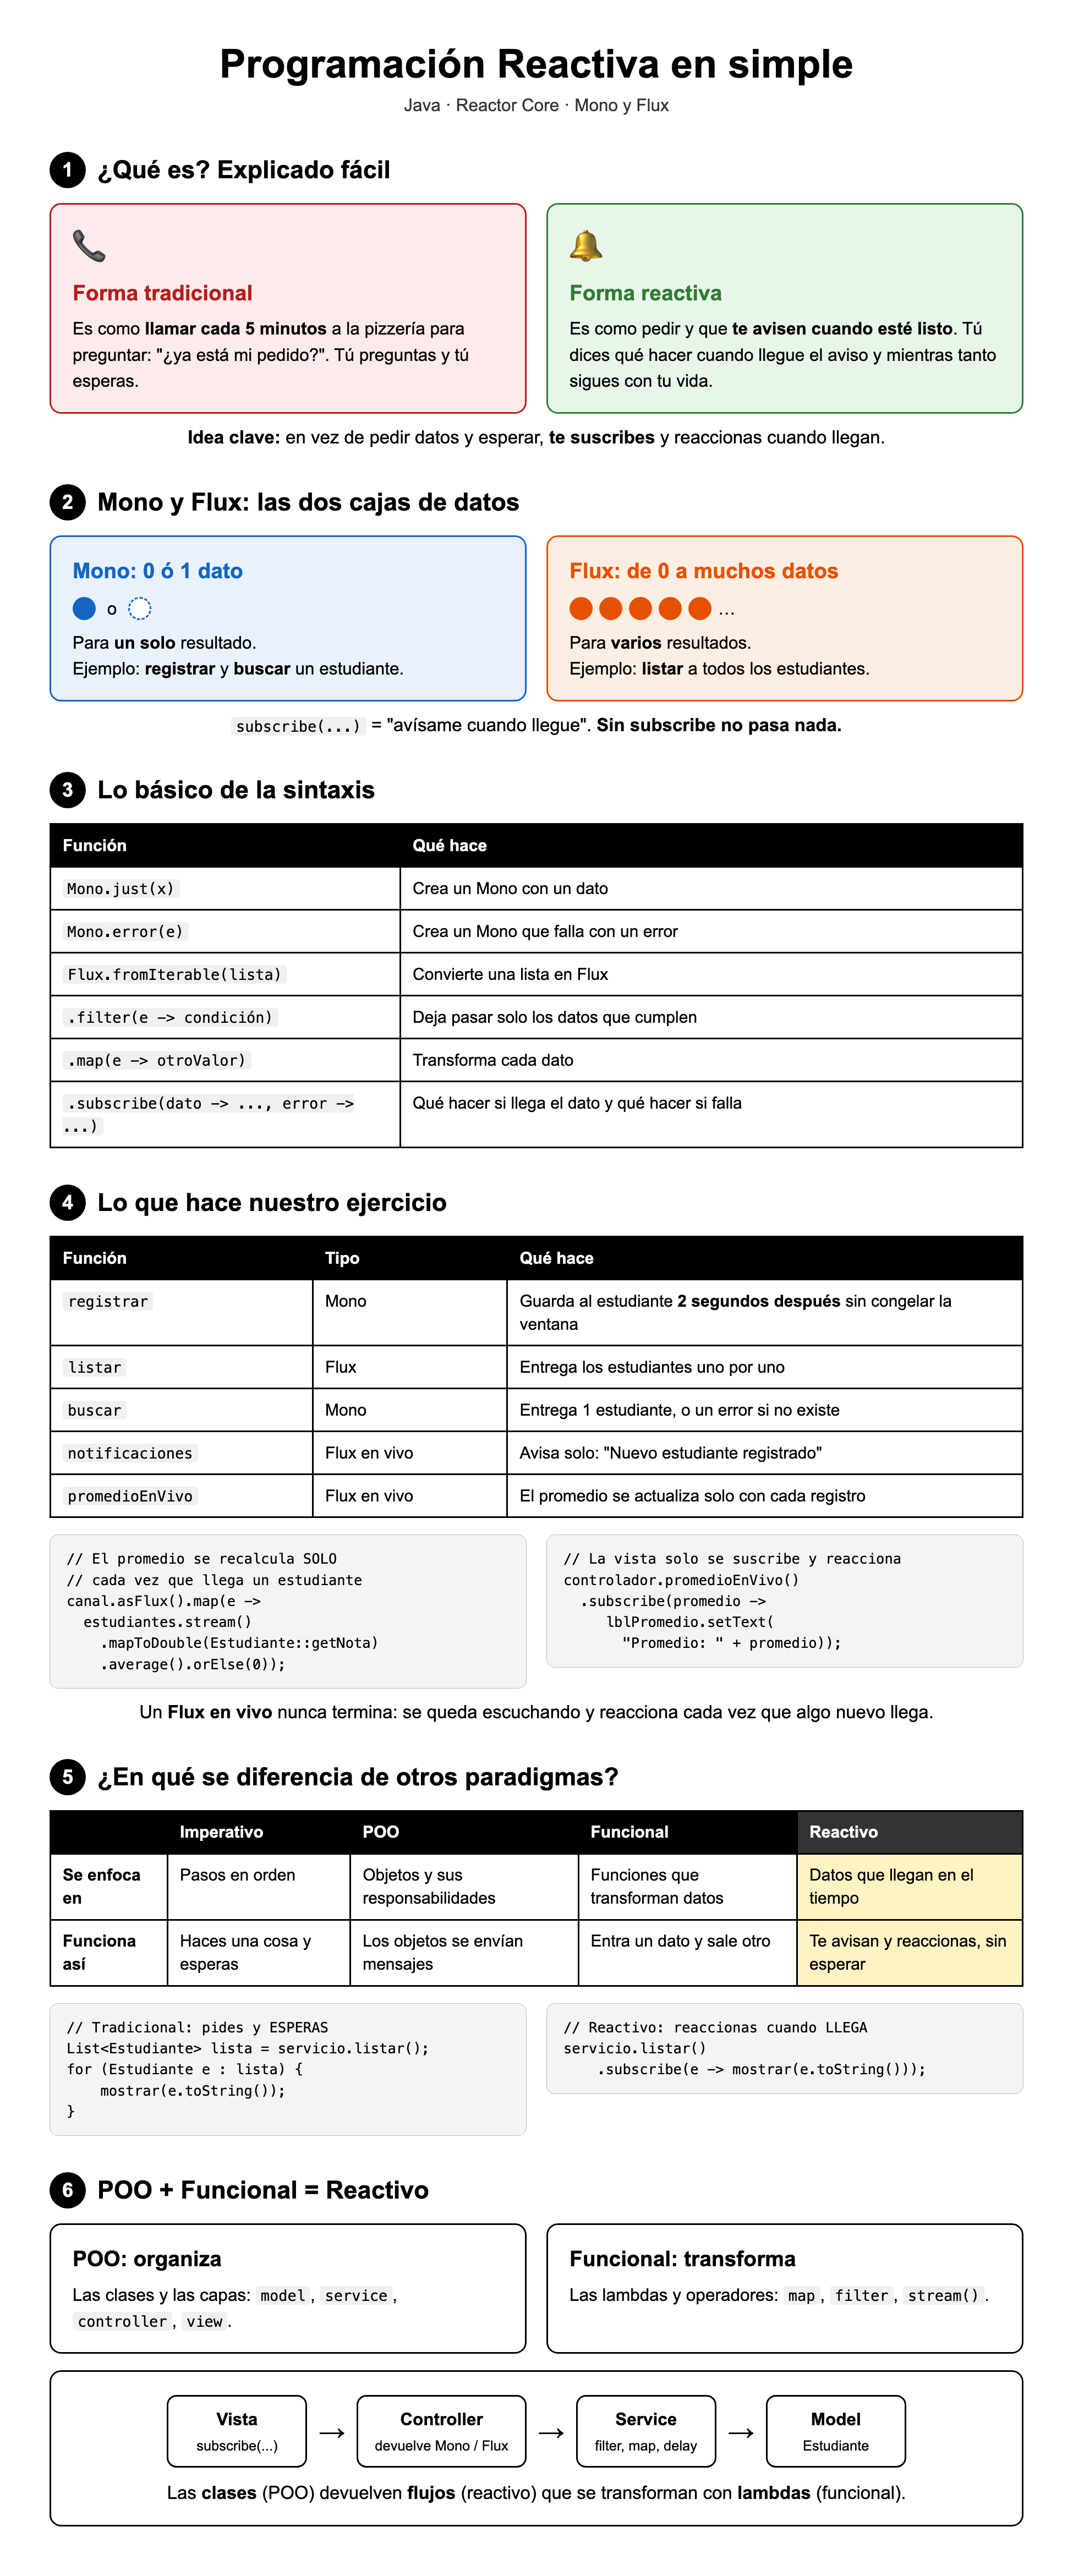 Programación Reactiva en simple
Java · Reactor Core · Mono y Flux
1 ¿Qué es? Explicado fácil
Forma tradicional
Es como llamar cada 5 minutos a la pizzería para
preguntar: "¿ya está mi pedido?". Tú preguntas y tú
esperas.
Forma reactiva
Es como pedir y que te avisen cuando esté listo. Tú
dices qué hacer cuando llegue el aviso y mientras tanto
sigues con tu vida.
Idea clave: en vez de pedir datos y esperar, te suscribes y reaccionas cuando llegan.
2 Mono y Flux: las dos cajas de datos
Mono: 0 ó 1 dato
o
Para un solo resultado.
Ejemplo: registrar y buscar un estudiante.
Flux: de 0 a muchos datos
...
Para varios resultados.
Ejemplo: listar a todos los estudiantes.
subscribe(...) = "avísame cuando llegue". Sin subscribe no pasa nada.
3 Lo básico de la sintaxis
Función Qué hace
Mono.just(x) Crea un Mono con un dato
Mono.error(e) Crea un Mono que falla con un error
Flux.fromIterable(lista) Convierte una lista en Flux
.filter(e -> condición) Deja pasar solo los datos que cumplen
.map(e -> otroValor) Transforma cada dato
.subscribe(dato -> ..., error -> Qué hacer si llega el dato y qué hacer si falla
...)
4 Lo que hace nuestro ejercicio
Función Tipo Qué hace
registrar Mono Guarda al estudiante 2 segundos después sin congelar la
ventana
listar Flux Entrega los estudiantes uno por uno
buscar Mono Entrega 1 estudiante, o un error si no existe
notificaciones Flux en vivo Avisa solo: "Nuevo estudiante registrado"
promedioEnVivo Flux en vivo El promedio se actualiza solo con cada registro
// El promedio se recalcula SOLO
// cada vez que llega un estudiante
canal.asFlux().map(e ->
  estudiantes.stream()
    .mapToDouble(Estudiante::getNota)
    .average().orElse(0));
// La vista solo se suscribe y reacciona
controlador.promedioEnVivo()
  .subscribe(promedio ->
     lblPromedio.setText(
       "Promedio: " + promedio));
Un Flux en vivo nunca termina: se queda escuchando y reacciona cada vez que algo nuevo llega.
5 ¿En qué se diferencia de otros paradigmas?
Imperativo POO Funcional Reactivo
Se enfoca Pasos en orden Objetos y sus Funciones que Datos que llegan en el
en responsabilidades transforman datos tiempo
Funciona Haces una cosa y Los objetos se envían Entra un dato y sale otro Te avisan y reaccionas, sin
así esperas mensajes esperar
// Tradicional: pides y ESPERAS
List<Estudiante> lista = servicio.listar();
for (Estudiante e : lista) {
    mostrar(e.toString());
}
// Reactivo: reaccionas cuando LLEGA
servicio.listar()
    .subscribe(e -> mostrar(e.toString()));
6 POO + Funcional = Reactivo
POO: organiza
Las clases y las capas: model, service,
controller, view.
Funcional: transforma
Las lambdas y operadores: map, filter, stream().
Vista → Controller → Service → Model
subscribe(...) devuelve Mono / Flux filter, map, delay Estudiante
Las clases (POO) devuelven flujos (reactivo) que se transforman con lambdas (funcional).